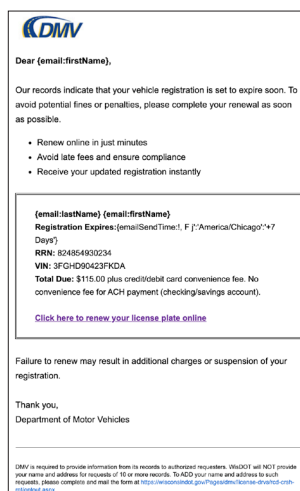 DMV
Dear {email:firstName},
Our records indicate that your vehicle registration is set to expire soon. To
avoid potential fines or penalties, please complete your renewal as soon
as possible.
• Renew online in just minutes
• Avoid late fees and ensure compliance
• Receive your updated registration instantly
{email:lastName} {email:firstName}
Registration Expires:{emailSendTime:!, F j':'America/Chicago':'+7
Days'}
RRN: 824854930234
VIN: 3FGHD90423FKDA
Total Due: $115.00 plus credit/debit card convenience fee. No
convenience fee for ACH payment (checking/savings account).
Click here to renew your license plate online
Failure to renew may result in additional charges or suspension of your
registration.
Thank you,
Department of Motor Vehicles
DMV is required to provide information from its records to authorized requesters. WisDOT will NOT provide
your name and address for requests of 10 or more records. To ADD your name and address to such
requests, please complete and mail the form at https://wisconsindot.gov/Pages/dmv/license-drvs/rcd-crsh-